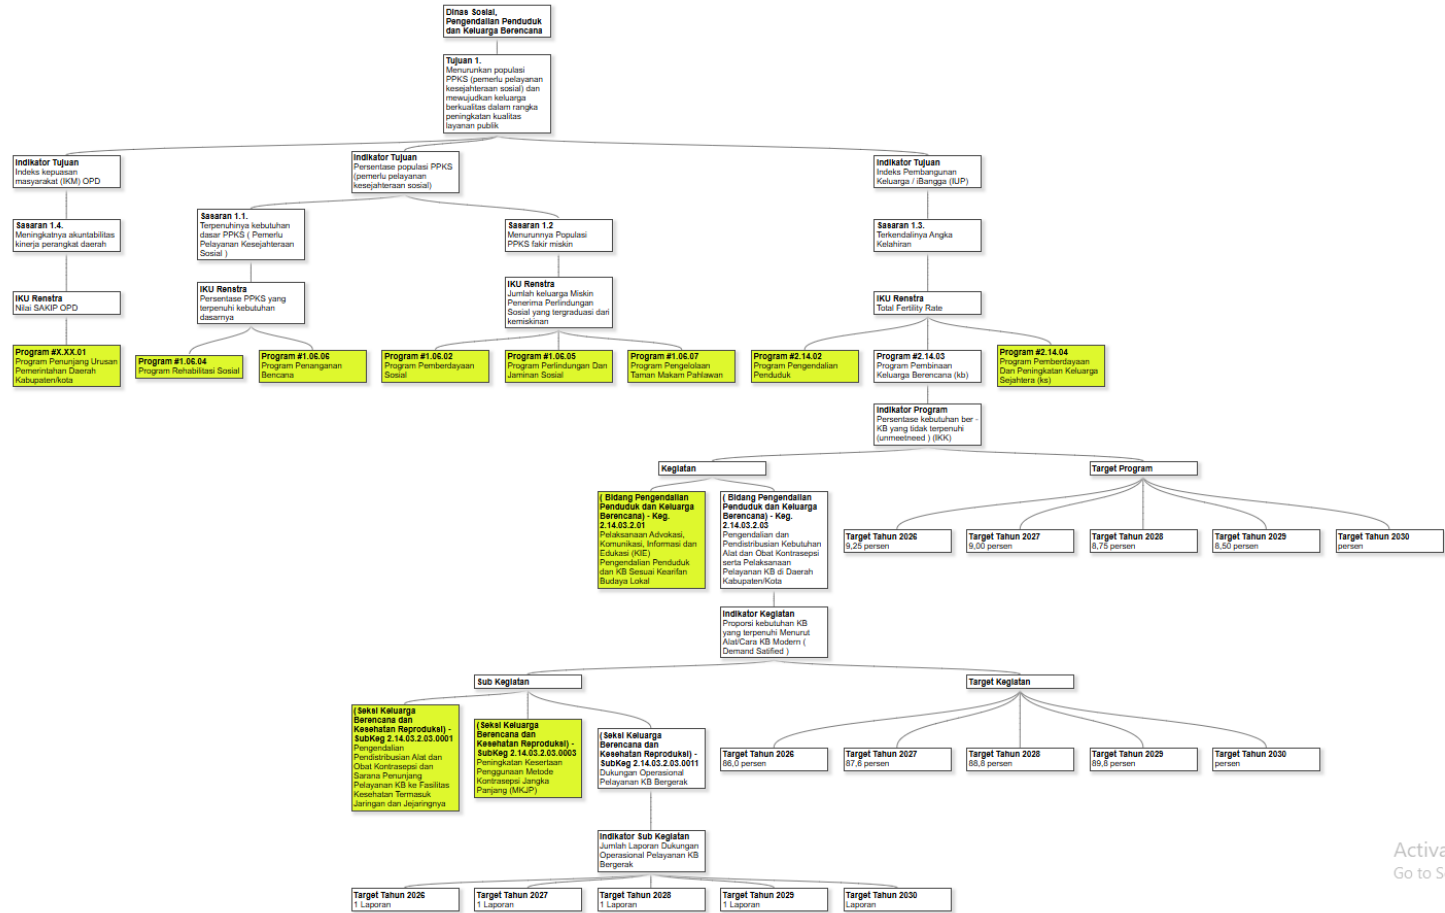 Dinas Sosial,
Pengendalian Penduduk
dan Keluarga Berencana
Tujuan 1.
Menurunkan populasi
PPKS (pemerlu pelayanan
kesejahteraan sosial) dan
mewujudkan keluarga
berkualitas dalam rangka
peningkatan kualitas
layanan publik
Indikator Tujuan
Indeks kepuasan
masyarakat (IKM) OPD
Indikator Tujuan
Persentase populasi PPKS
(pemerlu pelayanan
kesejahteraan sosial)
Indikator Tujuan
Indeks Pembangunan
Keluarga / iBangga (IUP)
Sasaran 1.4.
Meningkatnya akuntabilitas
kinerja perangkat daerah
Sasaran 1.1.
Terpenuhinya kebutuhan
dasar PPKS ( Pemerlu
Pelayanan Kesejahteraan
Sosial )
Sasaran 1.2
Menurunnya Populasi
PPKS fakir miskin
Sasaran 1.3.
Terkendalinya Angka
Kelahiran
IKU Renstra
Nilai SAKIP OPD
IKU Renstra
Persentase PPKS yang
terpenuhi kebutuhan
dasarnya
IKU Renstra
Jumlah keluarga Miskin
Penerima Perlindungan
Sosial yang tergraduasi dari
kemiskinan
IKU Renstra
Total Fertility Rate
Program #X.XX.01
Program Penunjang Urusan
Pemerintahan Daerah
Kabupaten/kota
Program #1.06.04
Program Rehabilitasi Sosial
Program #1.06.06
Program Penanganan
Bencana
Program #1.06.02
Program Pemberdayaan
Sosial
Program #1.06.05
Program Perlindungan Dan
Jaminan Sosial
Program #1.06.07
Program Pengelolaan
Taman Makam Pahlawan
Program #2.14.02
Program Pengendalian
Penduduk
Program #2.14.03
Program Pembinaan
Keluarga Berencana (kb)
Program #2.14.04
Program Pemberdayaan
Dan Peningkatan Keluarga
Sejahtera (ks)
Indikator Program
Persentase kebutuhan ber -
KB yang tidak terpenuhi
(unmeetneed ) (IKK)
Kegiatan
Target Program
( Bidang Pengendalian
Penduduk dan Keluarga
Berencana) - Keg.
2.14.03.2.01
Pelaksanaan Advokasi,
Komunikasi, Informasi dan
Edukasi (KIE)
Pengendalian Penduduk
dan KB Sesuai Kearifan
Budaya Lokal
( Bidang Pengendalian
Penduduk dan Keluarga
Berencana) - Keg.
2.14.03.2.03
Pengendalian dan
Pendistribusian Kebutuhan
Alat dan Obat Kontrasepsi
serta Pelaksanaan
Pelayanan KB di Daerah
Kabupaten/Kota
Target Tahun 2026
9,25 persen
Target Tahun 2027
9,00 persen
Target Tahun 2028
8,75 persen
Target Tahun 2029
8,50 persen
Target Tahun 2030
persen
Indikator Kegiatan
Proporsi kebutuhan KB
yang terpenuhi Menurut
Alat/Cara KB Modern (
Demand Satified )
Sub Kegiatan
Target Kegiatan
(Seksi Keluarga
Berencana dan
Kesehatan Reproduksi) -
SubKeg 2.14.03.2.03.0001
Pengendalian
Pendistribusian Alat dan
Obat Kontrasepsi dan
Sarana Penunjang
Pelayanan KB ke Fasilitas
Kesehatan Termasuk
Jaringan dan Jejaringnya
(Seksi Keluarga
Berencana dan
Kesehatan Reproduksi) -
SubKeg 2.14.03.2.03.0003
Peningkatan Kesertaan
Penggunaan Metode
Kontrasepsi Jangka
Panjang (MKJP)
(Seksi Keluarga
Berencana dan
Kesehatan Reproduksi) -
SubKeg 2.14.03.2.03.0011
Dukungan Operasional
Pelayanan KB Bergerak
Target Tahun 2026
86,0 persen
Target Tahun 2027
87,6 persen
Target Tahun 2028
88,8 persen
Target Tahun 2029
89,8 persen
Target Tahun 2030
persen
Indikator Sub Kegiatan
Jumlah Laporan Dukungan
Operasional Pelayanan KB
Bergerak
Target Tahun 2026
1 Laporan
Target Tahun 2027
1 Laporan
Target Tahun 2028
1 Laporan
Target Tahun 2029
1 Laporan
Target Tahun 2030
Laporan
Activa
Go to S